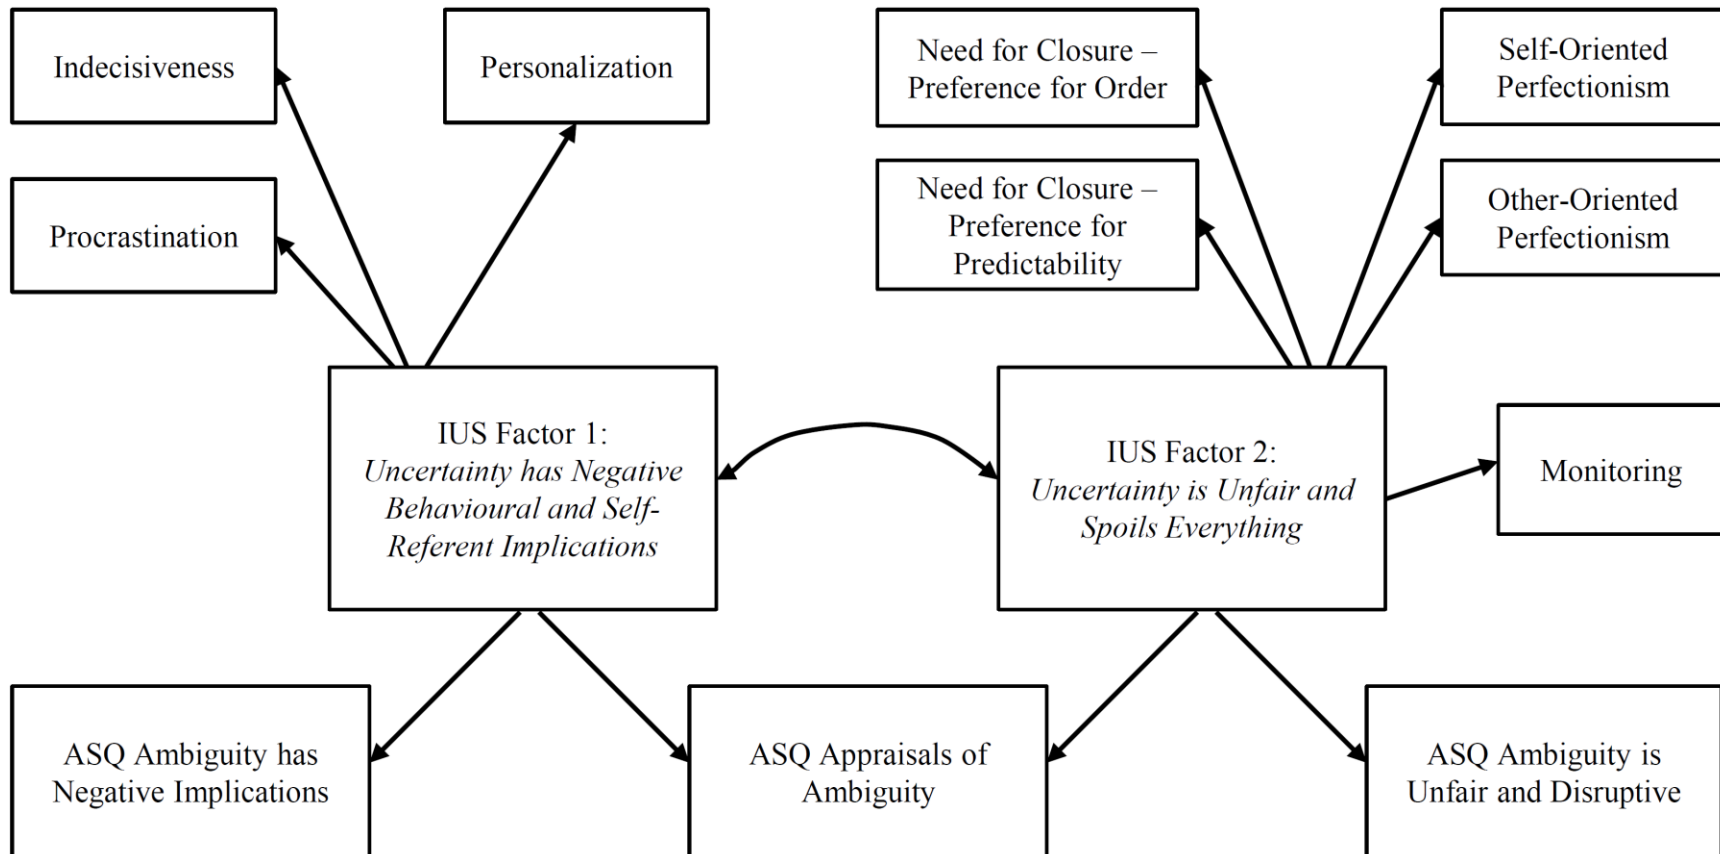 Indecisiveness
Personalization
Need for Closure –
Preference for Order
Self-Oriented
Perfectionism
Procrastination
Need for Closure –
Preference for
Predictability
Other-Oriented
Perfectionism
IUS Factor 1:
Uncertainty has Negative
Behavioural and Self-
Referent Implications
IUS Factor 2:
Uncertainty is Unfair and
Spoils Everything
Monitoring
ASQ Ambiguity has
Negative Implications
ASQ Appraisals of
Ambiguity
ASQ Ambiguity is
Unfair and Disruptive